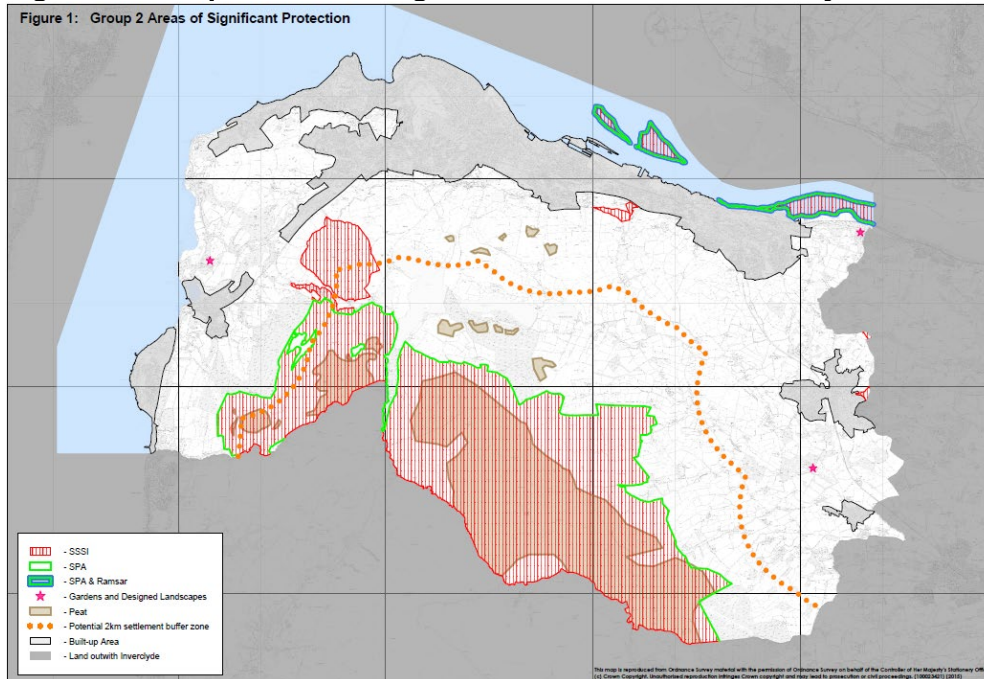 Figure 1: Group 2 Areas of Significant Protection
- SSSI
- SPA
- SPA & Ramsar
- Gardens and Designed Landscapes
- Peat
- Potential 2km settlement buffer zone
- Built-up Area
- Land outwith Inverclyde
This map is reproduced from Ordnance Survey material with the permission of Ordnance Survey on behalf of the Controller of Her Majesty's Stationery Offi
(c) Crown Copyright. Unauthorised reproduction infringes Crown copyright and may lead to prosecution or civil proceedings. (100023421) (2015)